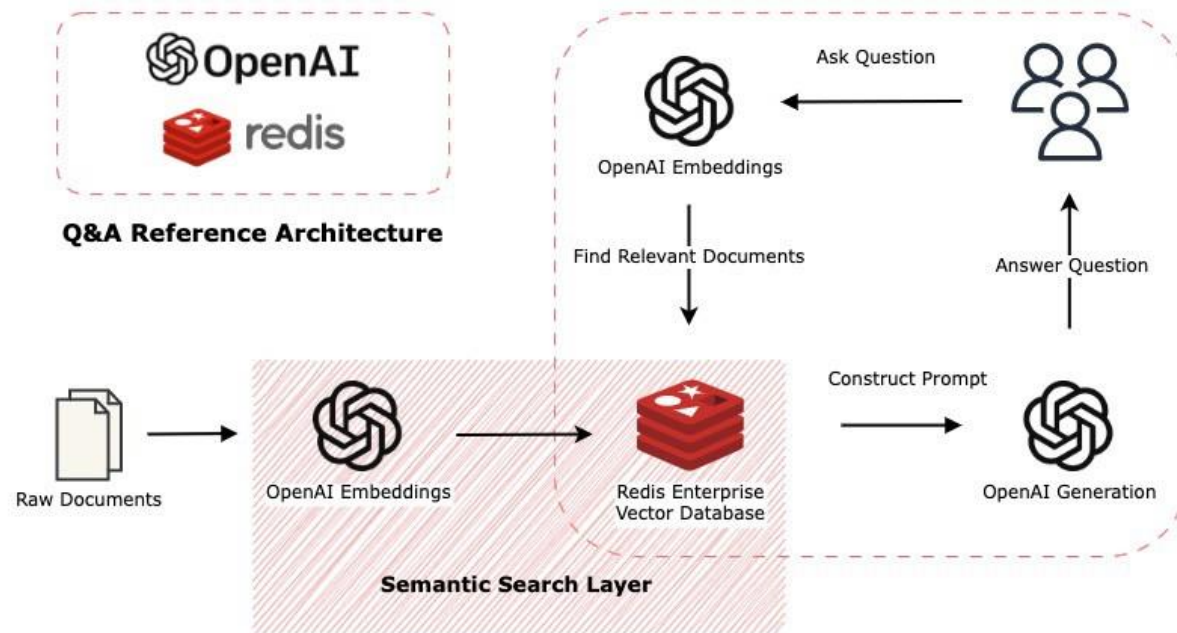 OpenAI
redis
Q&A Reference Architecture
Ask Question
OpenAI Embeddings
Find Relevant Documents
Answer Question
Construct Prompt
Raw Documents
OpenAI Embeddings
Redis Enterprise
Vector Database
OpenAI Generation
Semantic Search Layer